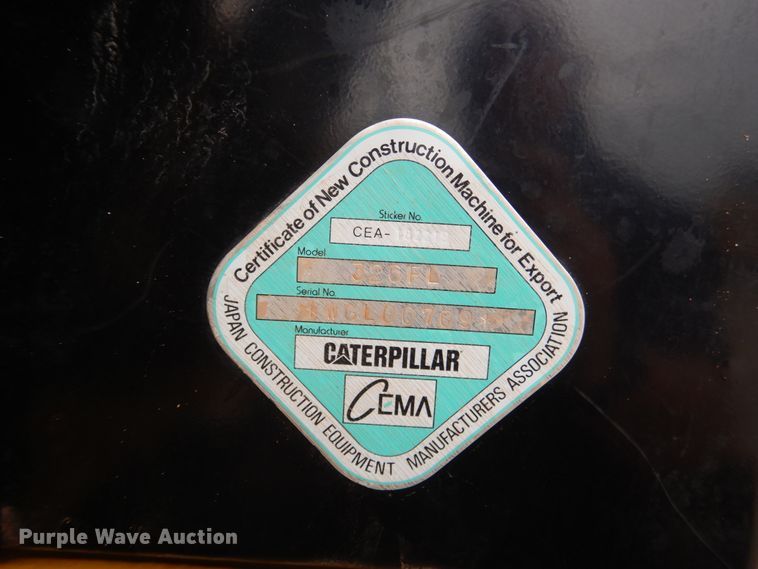 Certificate of New Construction Machine for Export
Sticker No.
CEA-
Model
Serial No.
Manufacturer
CATERPILLAR
CEMA
JAPAN CONSTRUCTION EQUIPMENT MANUFACTURERS ASSOCIATION
Purple Wave Auction